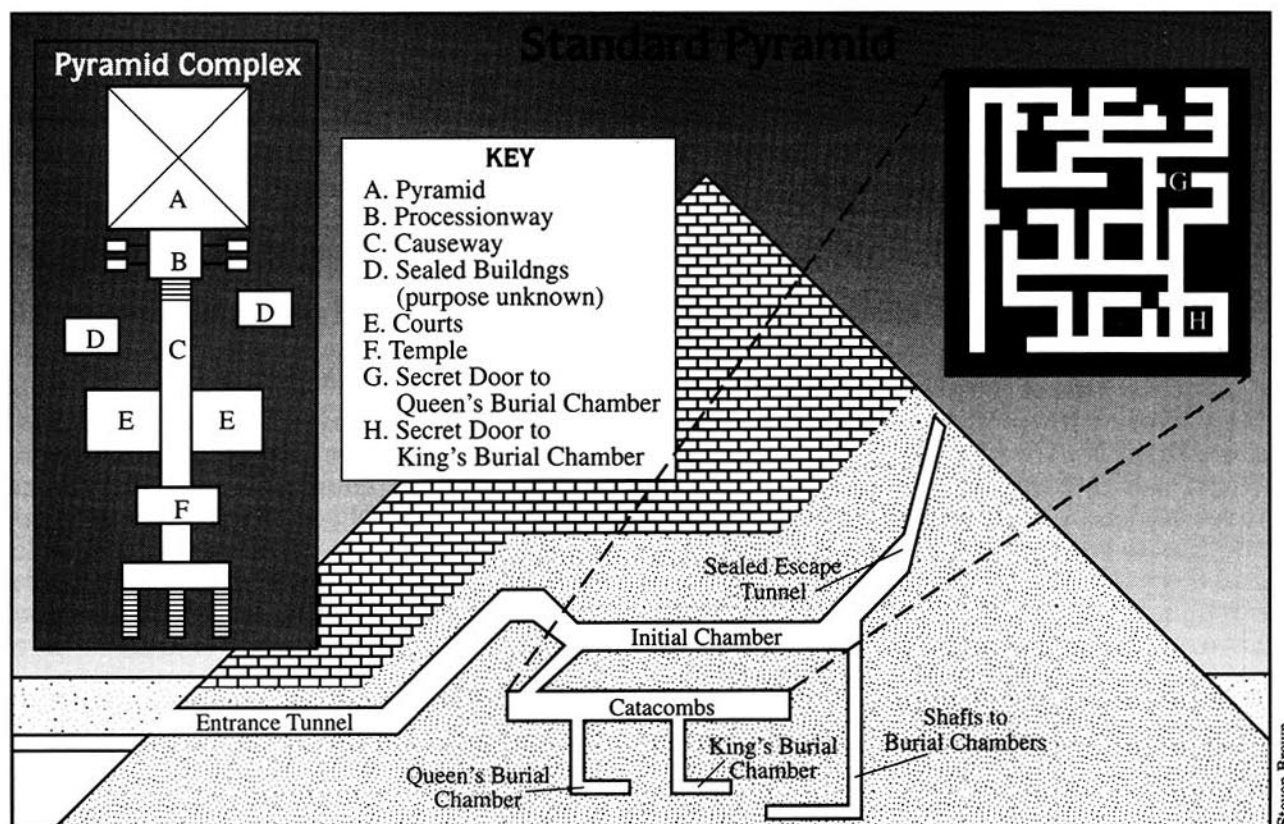 Standard Pyramid
Pyramid Complex
A
B
C
D
D
E
E
F
KEY
A. Pyramid
B. Processionway
C. Causeway
D. Sealed Buildngs
(purpose unknown)
E. Courts
F. Temple
G. Secret Door to
Queen's Burial Chamber
H. Secret Door to
King's Burial Chamber
G
H
Sealed Escape
Tunnel
Initial Chamber
Entrance Tunnel
Catacombs
Shafts to
Burial Chambers
Queen's Burial
Chamber
King's Burial
Chamber